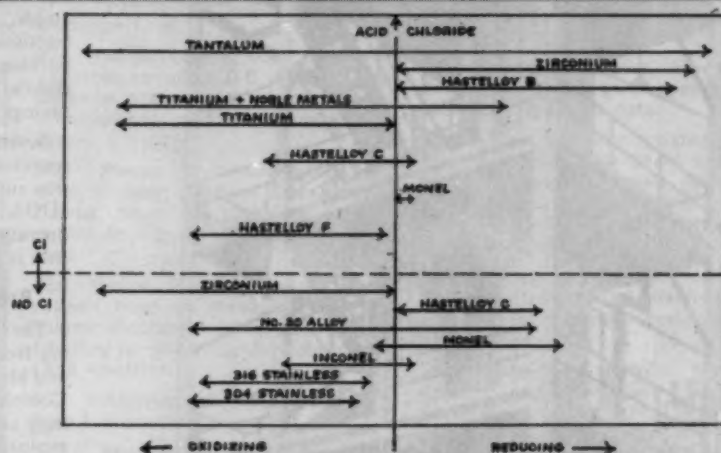 ACID CHLORIDE
TANTALUM
ZIRCONIUM
HASTELLOY B
TITANIUM + NOBLE METALS
TITANIUM
HASTELLOY C
MONEL
HASTELLOY F
Cl
NO Cl
ZIRCONIUM
HASTELLOY C
NO. 20 ALLOY
MONEL
INCONEL
316 STAINLESS
304 STAINLESS
OXIDIZING REDUCING